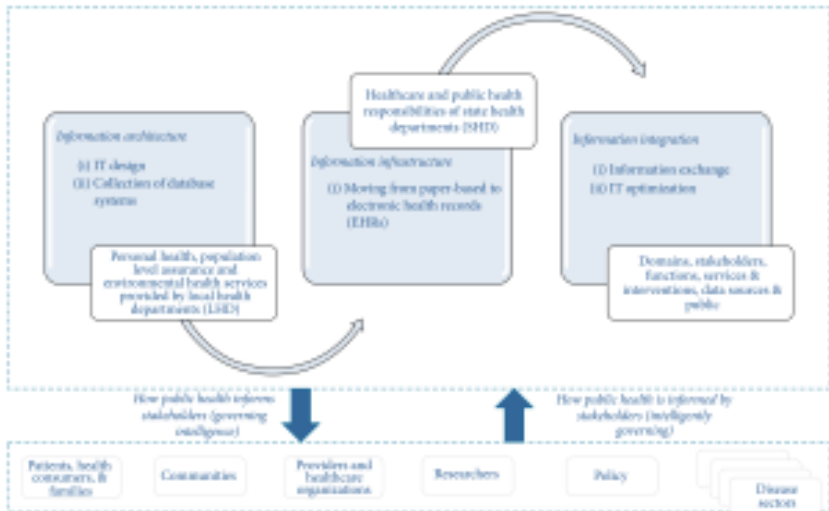 Information architecture
(i) IT design
(ii) Collection of database
systems
Personal health, population
level assurance and
environmental health services
provided by local health
departments (LHD)
Healthcare and public health
responsibilities of state health
departments (SHD)
Information infrastructure
(i) Moving from paper-based to
electronic health records
(EHRs)
Information integration
(i) Information exchange
(ii) IT optimization
Domains, stakeholders,
functions, services &
interventions, data sources &
public
How public health informs
stakeholders (governing
intelligence)
How public health is informed by
stakeholders (intelligently
governing)
Patients, health
consumers, &
families
Communities
Providers and
healthcare
organizations
Researchers
Policy
Disease
sectors